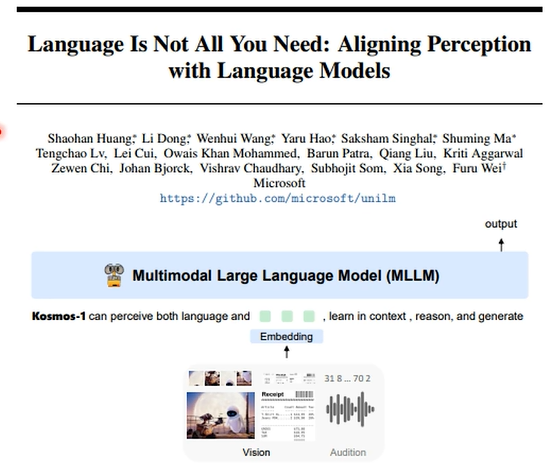 Language Is Not All You Need: Aligning Perception
with Language Models
Shaohan Huang*, Li Dong*, Wenhui Wang*, Yaru Hao*, Saksham Singhal*, Shuming Ma*
Tengchao Lv, Lei Cui, Owais Khan Mohammed, Barun Patra, Qiang Liu, Kriti Aggarwal
Zewen Chi, Johan Bjorck, Vishrav Chaudhary, Subhojit Som, Xia Song, Furu Wei†
Microsoft
https://github.com/microsoft/unilm
output
Multimodal Large Language Model (MLLM)
Kosmos-1 can perceive both language and , learn in context , reason, and generate
Embedding
31 8 ... 70 2
Receipt
Vision
Audition